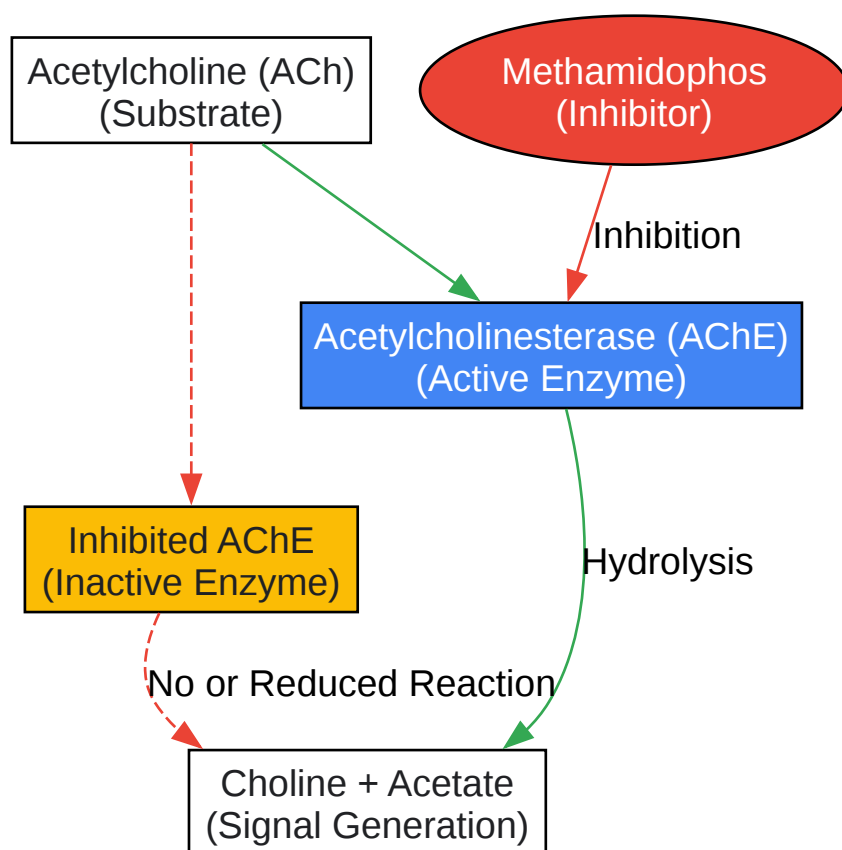 Acetylcholine (ACh)
(Substrate)
Methamidophos
(Inhibitor)
Inhibition
Acetylcholinesterase (AChE)
(Active Enzyme)
Inhibited AChE
(Inactive Enzyme)
Hydrolysis
No or Reduced Reaction
Choline + Acetate
(Signal Generation)